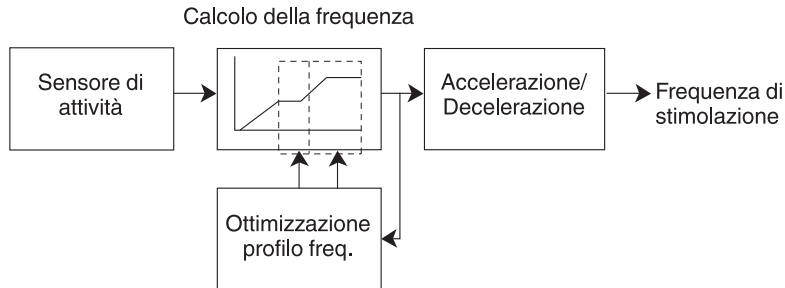 Calcolo della frequenza
Sensore di
attività
Accelerazione/
Decelerazione
Frequenza di
stimolazione
Ottimizzazione
profilo freq.